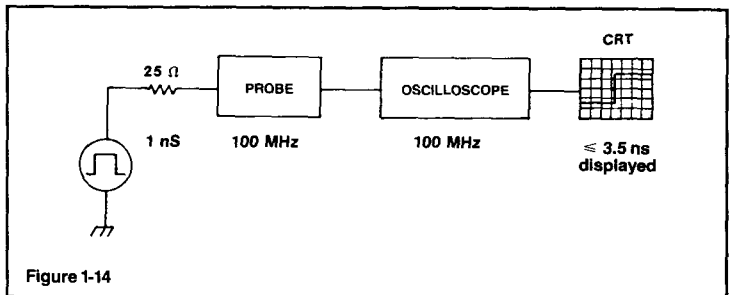 CRT
25 Ω
PROBE
OSCILLOSCOPE
1 nS
100 MHz
100 MHz
≤ 3.5 ns
displayed
Figure 1-14